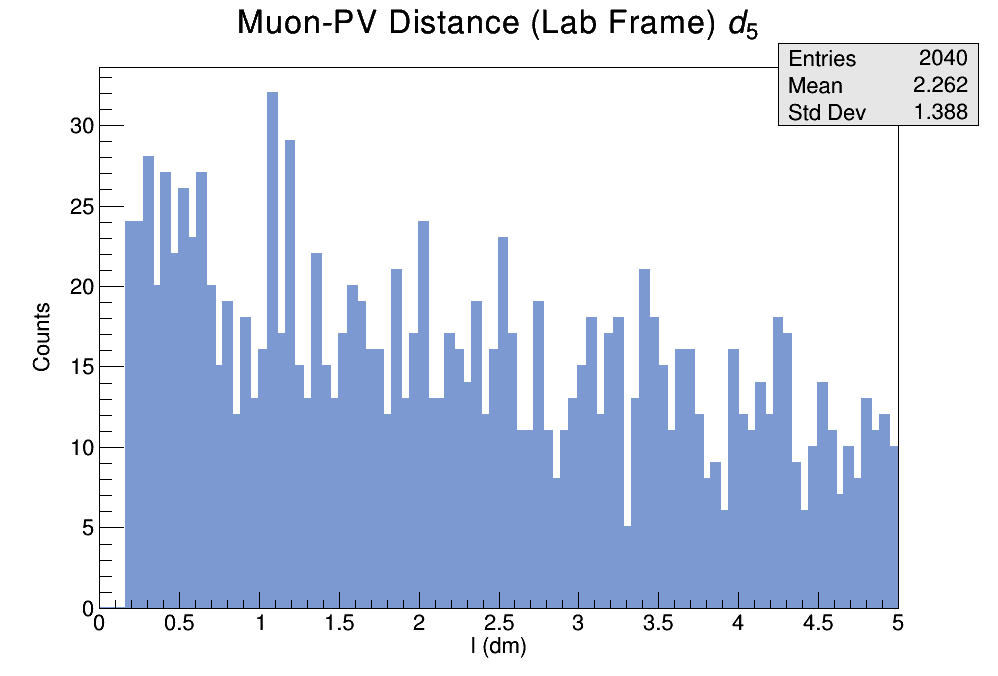 Muon-PV Distance (Lab Frame) d5
Entries 2040
Mean 2.262
Std Dev 1.388
30
25
20
15
10
5
0
Counts
0 0.5 1 1.5 2 2.5 3 3.5 4 4.5 5
l (dm)